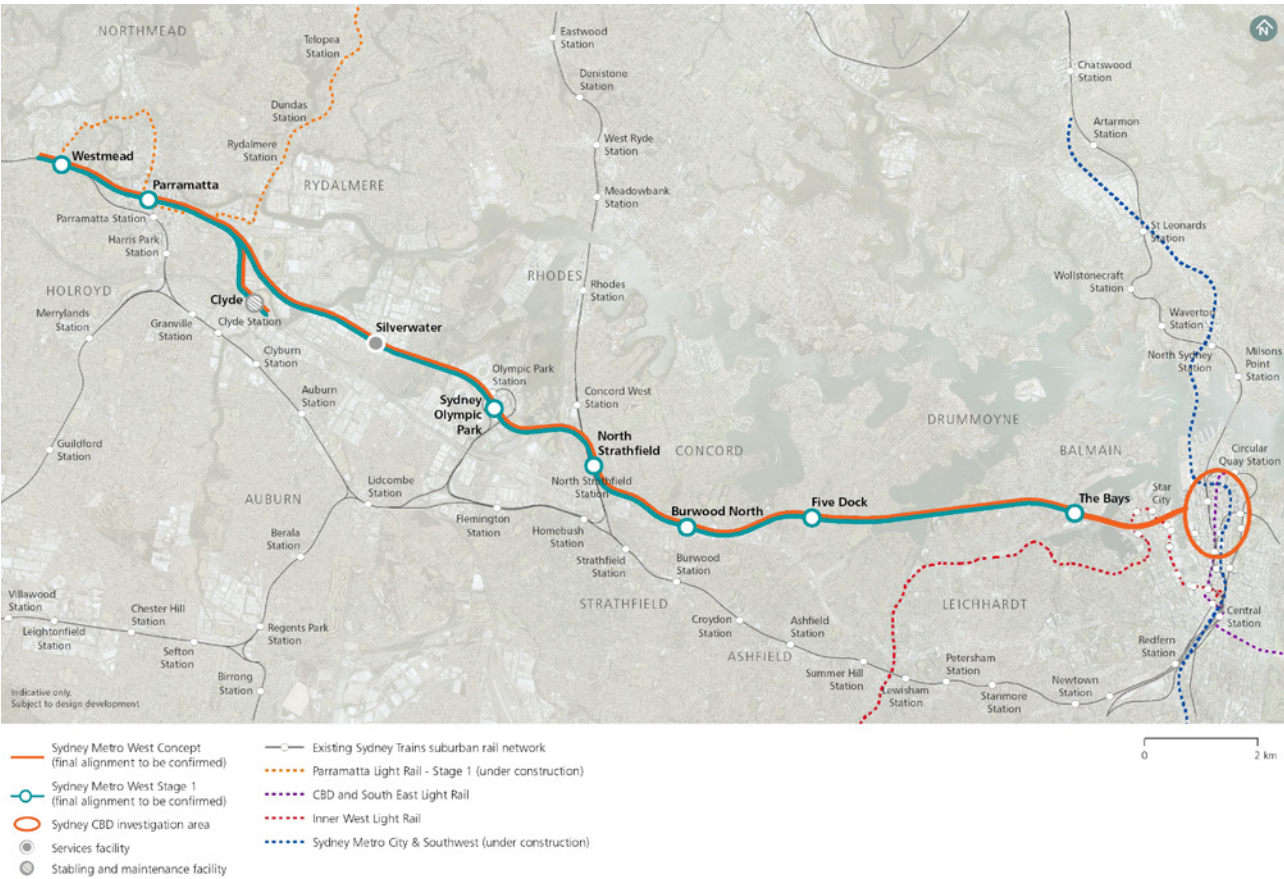 NORTHMEAD
Telopea
Station
Eastwood
Station
N
Chatswood
Station
Denistone
Station
Dundas
Station
Artarmon
Station
Rydalmere
Station
West Ryde
Station
Westmead
Parramatta
RYDALMERE
Meadowbank
Station
Parramatta Station
St Leonards
Station
Harris Park
Station
RHODES
Wollstonecraft
Station
HOLROYD
Rhodes
Station
Clyde
Merrylands
Station
Granville
Station
Clyde Station
Silverwater
Waverton
Station
Clyburn
Station
North Sydney
Station
Milsons
Point
Station
Olympic Park
Station
Auburn
Station
Concord West
Station
Sydney
Olympic
Park
DRUMMOYNE
North
Strathfield
CONCORD
BALMAIN
Guildford
Station
Circular
Quay Station
Lidcombe
Station
North Strathfield
Station
Star
City
AUBURN
Burwood North
Five Dock
The Bays
Flemington
Station
Homebush
Station
Berala
Station
Strathfield
Station
Burwood
Station
Villawood
Station
Chester Hill
Station
STRATHFIELD
LEICHHARDT
Central
Station
Leightonfield
Station
Regents Park
Station
Croydon
Station
Ashfield
Station
Sefton
Station
Redfern
Station
ASHFIELD
Petersham
Station
Summer Hill
Station
Birrong
Station
Newtown
Station
Lewisham
Station
Stanmore
Station
Indicative only.
Subject to design development
Sydney Metro West Concept
(final alignment to be confirmed)
Sydney Metro West Stage 1
(final alignment to be confirmed)
Sydney CBD investigation area
Services facility
Stabling and maintenance facility
Existing Sydney Trains suburban rail network
Parramatta Light Rail - Stage 1 (under construction)
CBD and South East Light Rail
Inner West Light Rail
Sydney Metro City & Southwest (under construction)
0 2 km